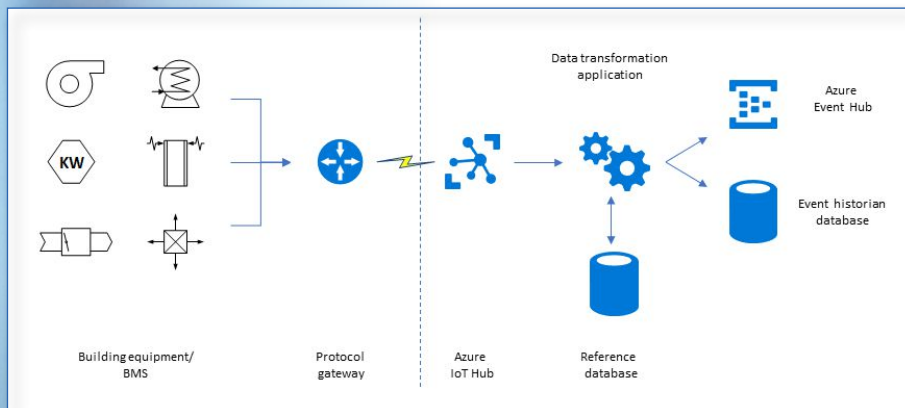 Data transformation
application
Azure
Event Hub
KW
Event historian
database
Building equipment/
BMS
Protocol
gateway
Azure
IoT Hub
Reference
database